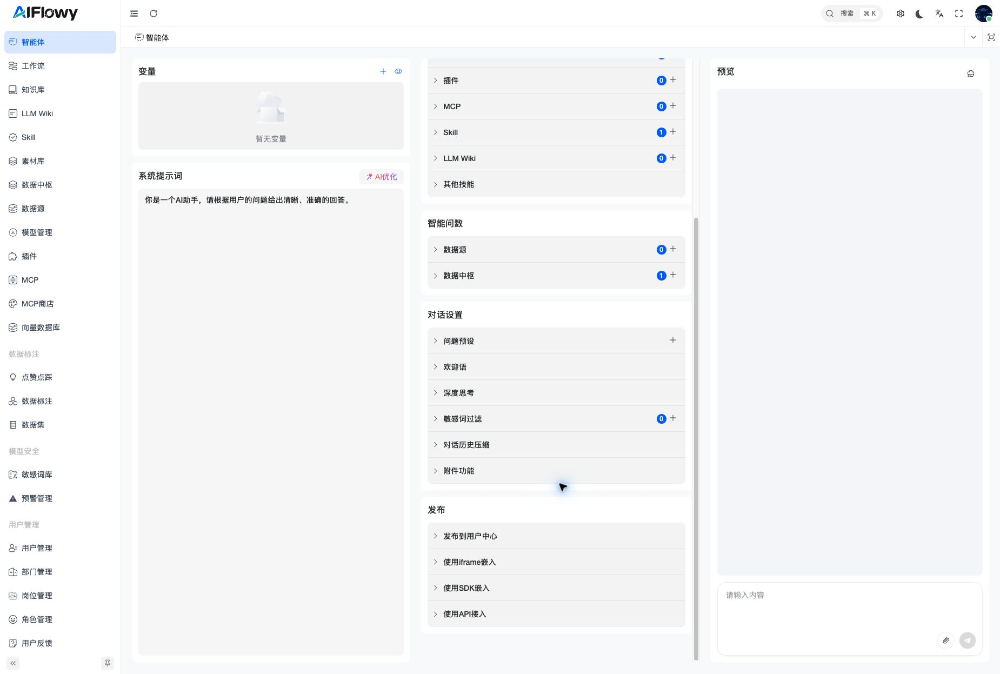 AIFlowy
搜索
⌘ K
智能体
智能体
工作流
知识库
LLM Wiki
Skill
素材库
数据中枢
数据源
模型管理
插件
MCP
MCP商店
向量数据库
数据标注
点赞点踩
数据标注
数据集
模型安全
敏感词库
预警管理
用户管理
用户管理
部门管理
岗位管理
角色管理
用户反馈
变量
暂无变量
系统提示词
AI优化
你是一个AI助手，请根据用户的问题给出清晰、准确的回答。
插件
0
MCP
0
Skill
1
LLM Wiki
0
其他技能
智能问数
数据源
0
数据中枢
1
对话设置
问题预设
欢迎语
深度思考
敏感词过滤
0
对话历史压缩
附件功能
发布
发布到用户中心
使用iframe嵌入
使用SDK嵌入
使用API接入
预览
请输入内容